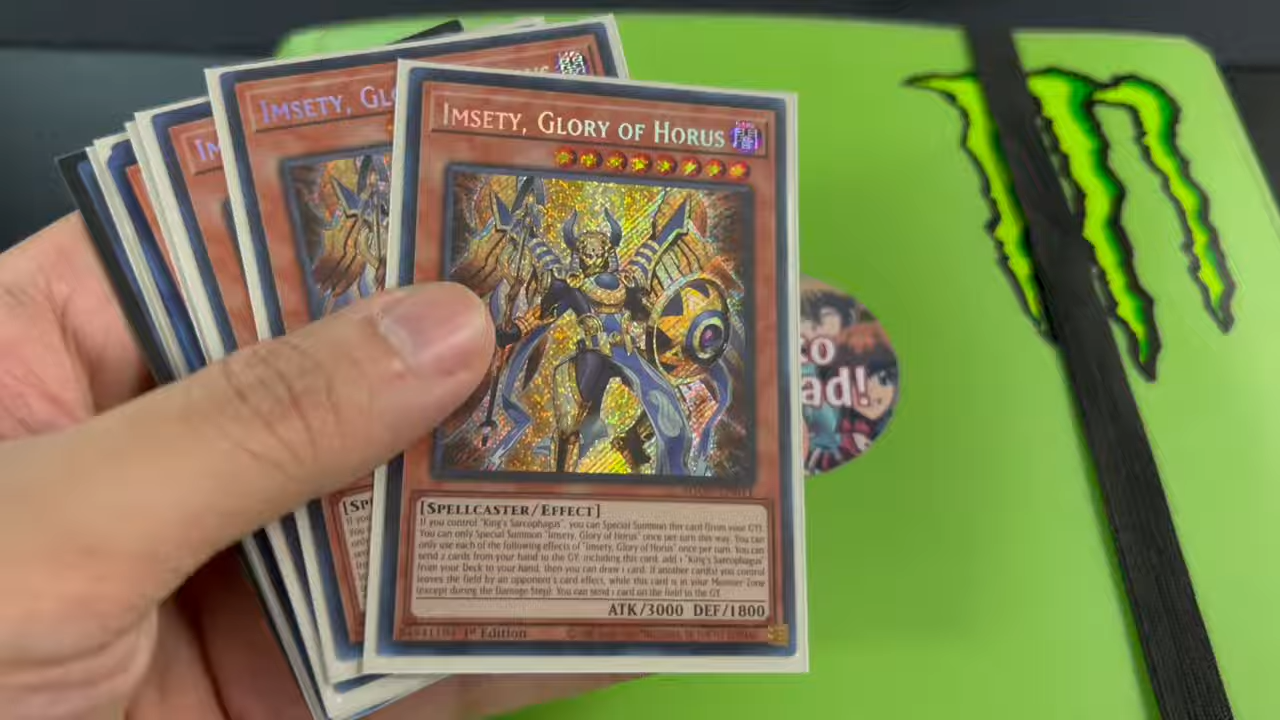 IMSETY, GLORY OF HORUS
IMSETY, GL
IM
[SPELLCASTER/EFFECT]
If you control "King's Sarcophagus", you can Special Summon this card (from your GY).
You can only Special Summon "Imsety, Glory of Horus" once per turn this way. You can
only use each of the following effects of "Imsety, Glory of Horus" once per turn. You can
send 2 cards from your hand to the GY, including this card; add 1 "King's Sarcophagus"
from your Deck to your hand, then you can draw 1 card. If another card(s) you control
leaves the field by an opponent's card effect, while this card is in your Monster Zone
(except during the Damage Step): You can send 1 card on the field to the GY.
ATK/3000 DEF/1800
1st Edition
[SP
to
ad!